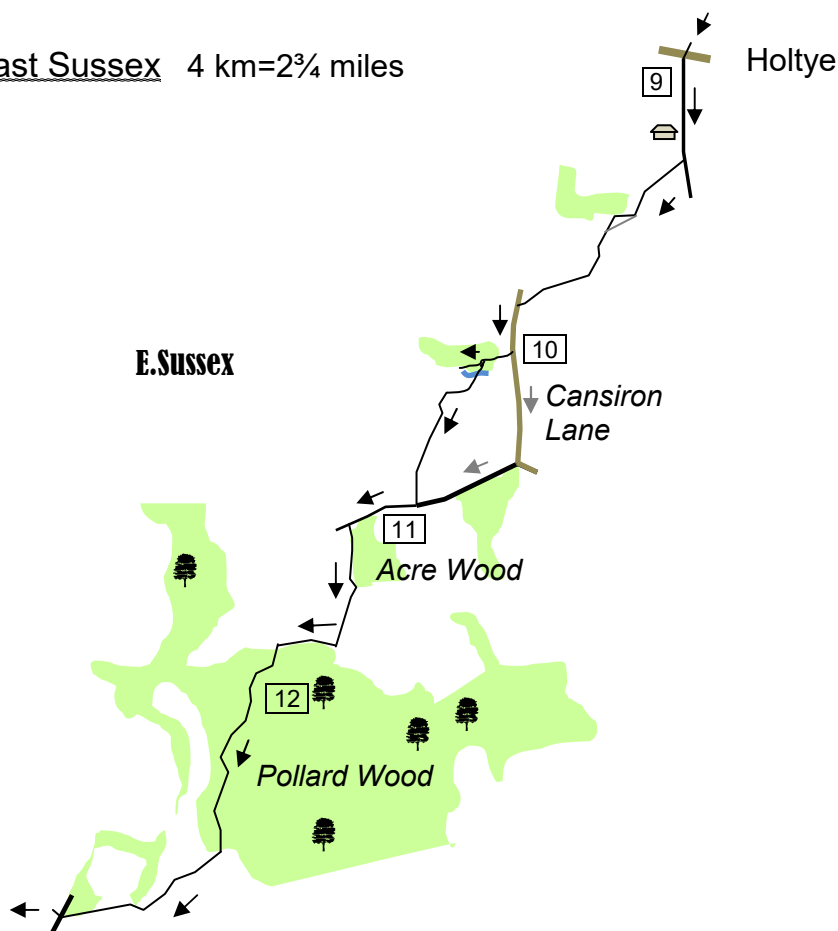 ast Sussex 4 km=2¾ miles
Holtye
9
E.Sussex
10
Cansiron
Lane
11
Acre Wood
12
Pollard Wood